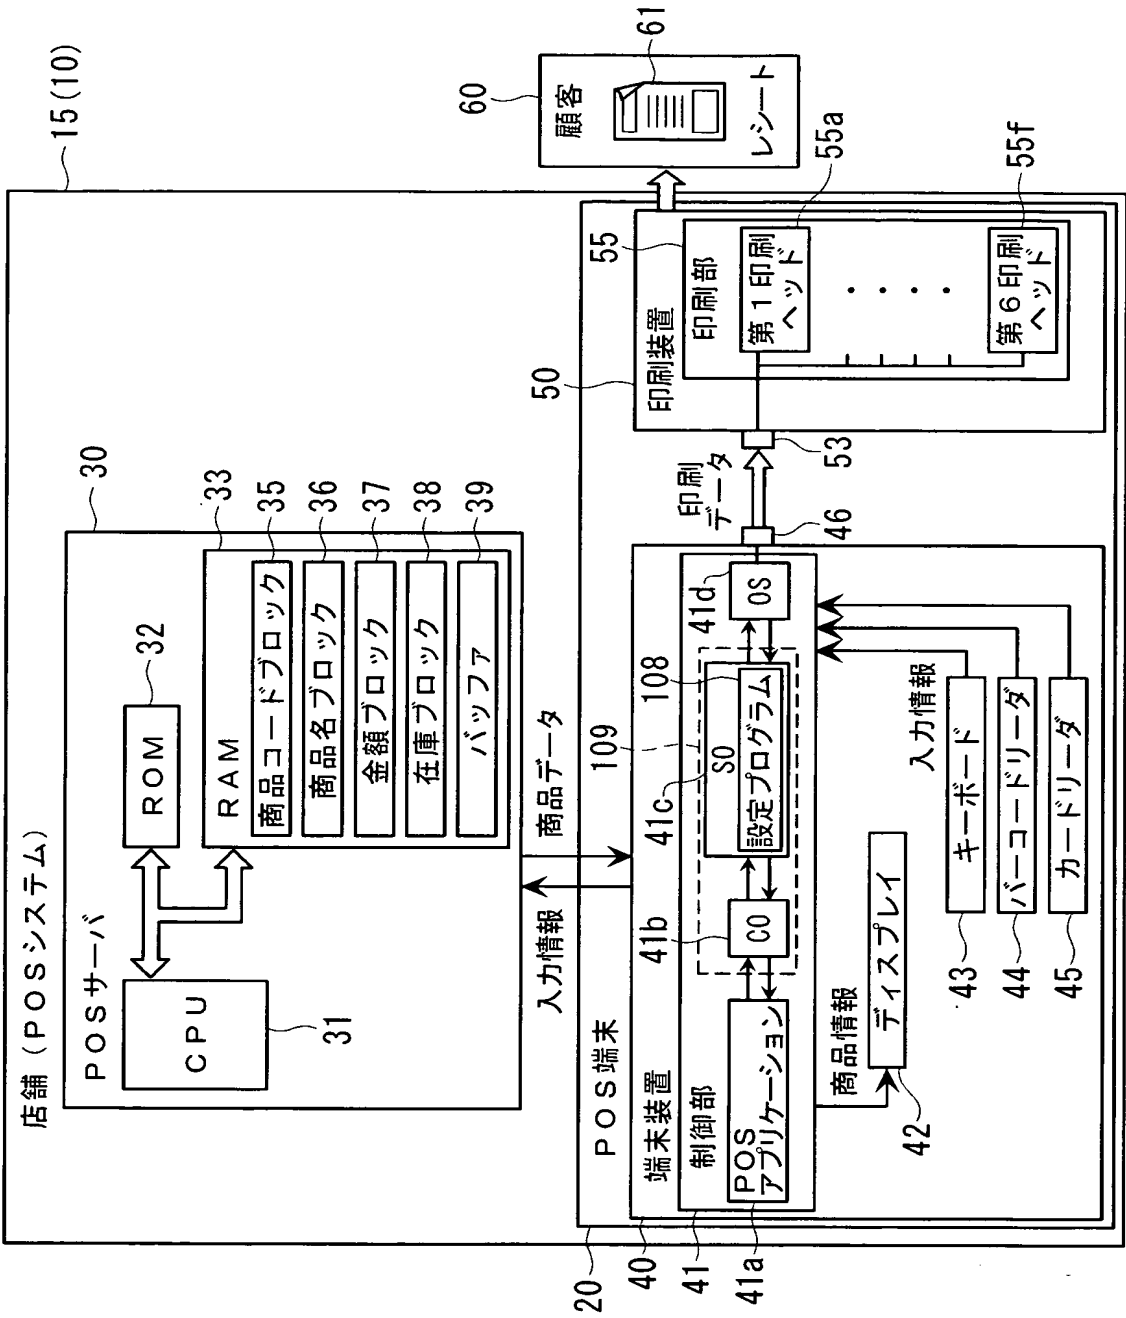 15(10)
店舗（POSシステム）
30
POSサーバ
CPU
31
ROM
32
33
RAM
商品コードブロック
35
商品名ブロック
36
金額ブロック
37
在庫ブロック
38
バッファ
39
入力情報
商品データ
20
POS端末
40
端末装置
41
制御部
41a
POS
アプリケーション
41b
CO
109
41c
SO
108
設定プログラム
41d
OS
46
印刷
データ
53
50
印刷装置
55
印刷部
第1印刷
ヘッド
55a
第6印刷
ヘッド
55f
60
顧客
61
レシート
商品情報
42
ディスプレイ
入力情報
43
キーボード
44
バーコードリーダ
45
カードリーダ